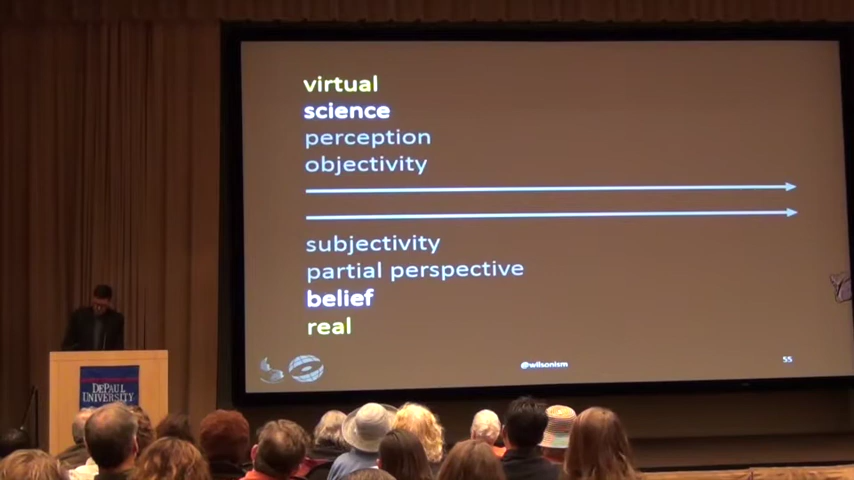 virtual
science
perception
objectivity
subjectivity
partial perspective
belief
real
@wilsonism
55
DEPAUL
UNIVERSITY